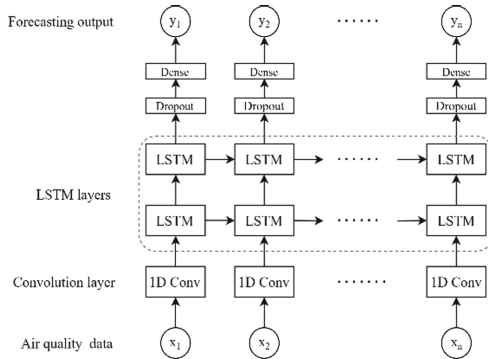 Forecasting output y1 y2 ······ yn
Dense Dense Dense
Dropout Dropout Dropout
LSTM LSTM ······ LSTM
LSTM layers
LSTM LSTM ······ LSTM
Convolution layer 1D Conv 1D Conv ······· 1D Conv
Air quality data x1 x2 xn